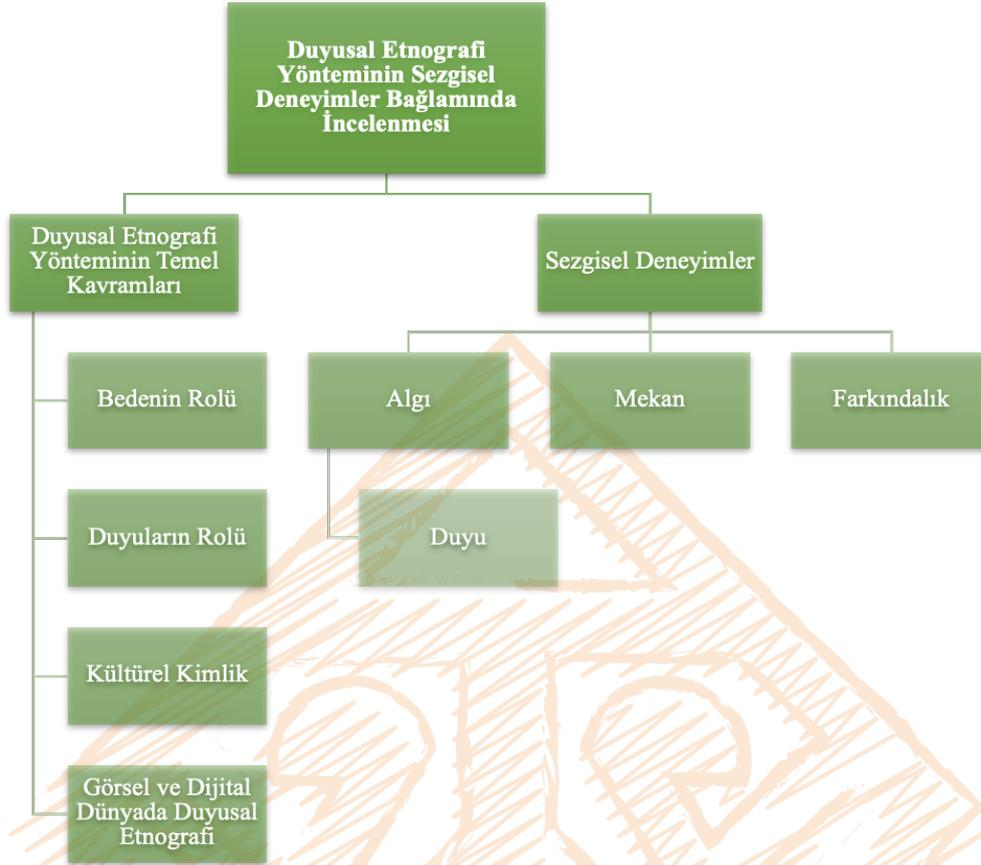 Duyusal Etnografi
Yönteminin Sezgisel
Deneyimler Bağlamında
İncelenmesi
Duyusal Etnografi
Yönteminin Temel
Kavramları
Sezgisel Deneyimler
Bedenin Rolü
Algı
Mekan
Farkındalık
Duyuların Rolü
Duyu
Kültürel Kimlik
Görsel ve Dijital
Dünyada Duyusal
Etnografi